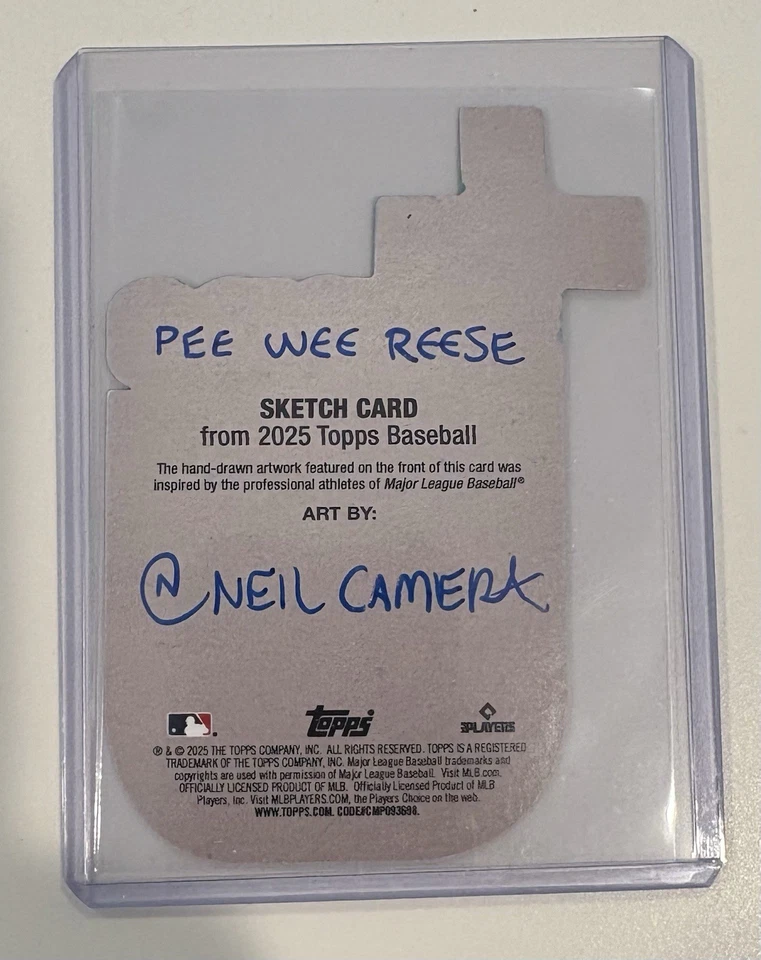 PEE WEE REESE
SKETCH CARD
from 2025 Topps Baseball
The hand-drawn artwork featured on the front of this card was
inspired by the professional athletes of Major League Baseball®
ART BY:
@NEIL CAMERA
topps
PLAYERS
® & © 2025 THE TOPPS COMPANY, INC. ALL RIGHTS RESERVED. TOPPS IS A REGISTERED
TRADEMARK OF THE TOPPS COMPANY, INC. Major League Baseball trademarks and
copyrights are used with permission of Major League Baseball. Visit MLB.com.
OFFICIALLY LICENSED PRODUCT OF MLB. Officially Licensed Product of MLB
Players, Inc. Visit MLBPLAYERS.COM, the Players Choice on the web.
WWW.TOPPS.COM. CODE#CMP093698.